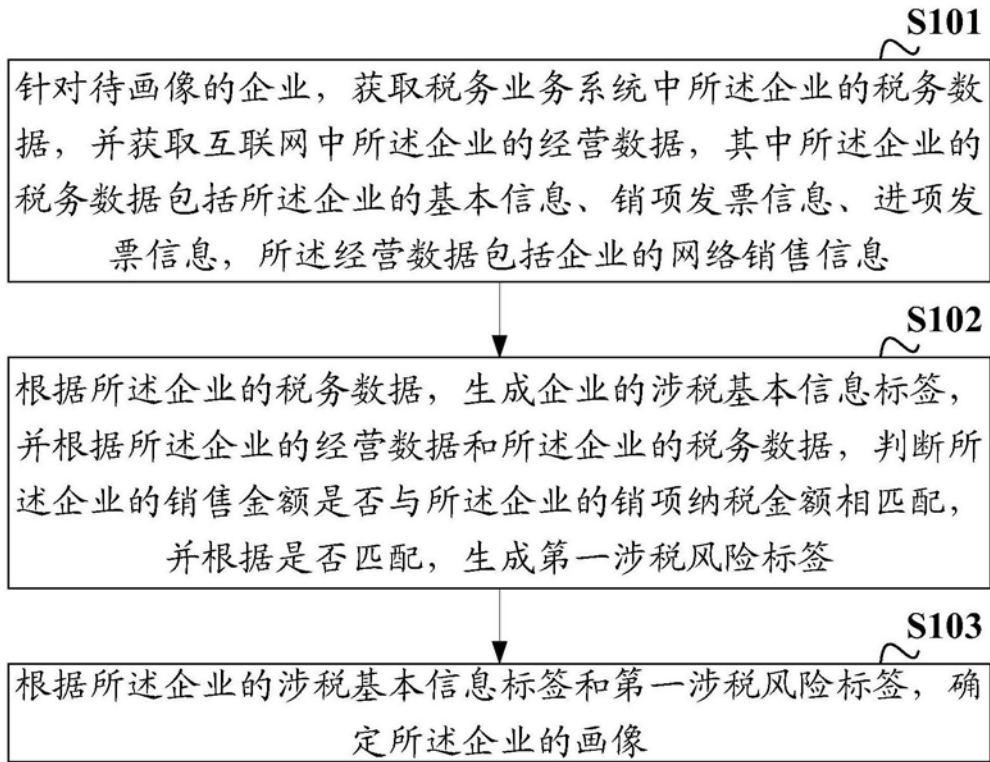 S101
针对待画像的企业，获取税务业务系统中所述企业的税务数
据，并获取互联网中所述企业的经营数据，其中所述企业的
税务数据包括所述企业的基本信息、销项发票信息、进项发
票信息，所述经营数据包括企业的网络销售信息
S102
根据所述企业的税务数据，生成企业的涉税基本信息标签，
并根据所述企业的经营数据和所述企业的税务数据，判断所
述企业的销售金额是否与所述企业的销项纳税金额相匹配，
并根据是否匹配，生成第一涉税风险标签
S103
根据所述企业的涉税基本信息标签和第一涉税风险标签，确
定所述企业的画像